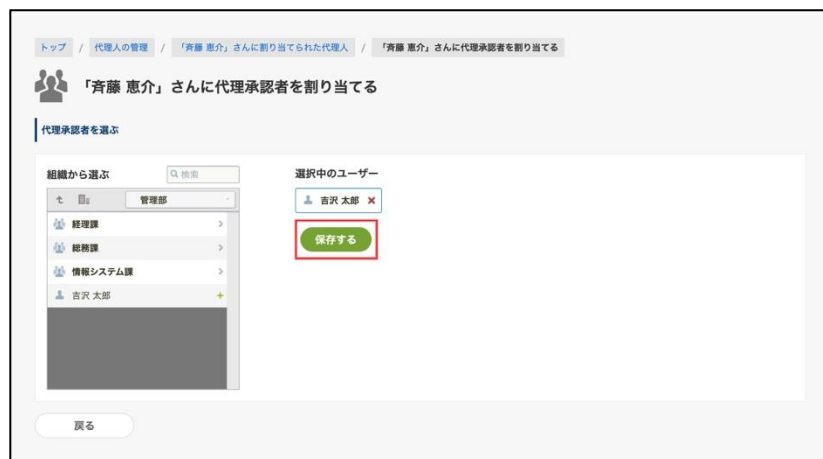 トップ / 代理人の管理 / 「斉藤 恵介」さんに割り当てられた代理人 / 「斉藤 恵介」さんに代理承認者を割り当てる
「斉藤 恵介」さんに代理承認者を割り当てる
代理承認者を選ぶ
組織から選ぶ 検索
管理部
経理課
総務課
情報システム課
吉沢 太郎
選択中のユーザー
吉沢 太郎
保存する
戻る